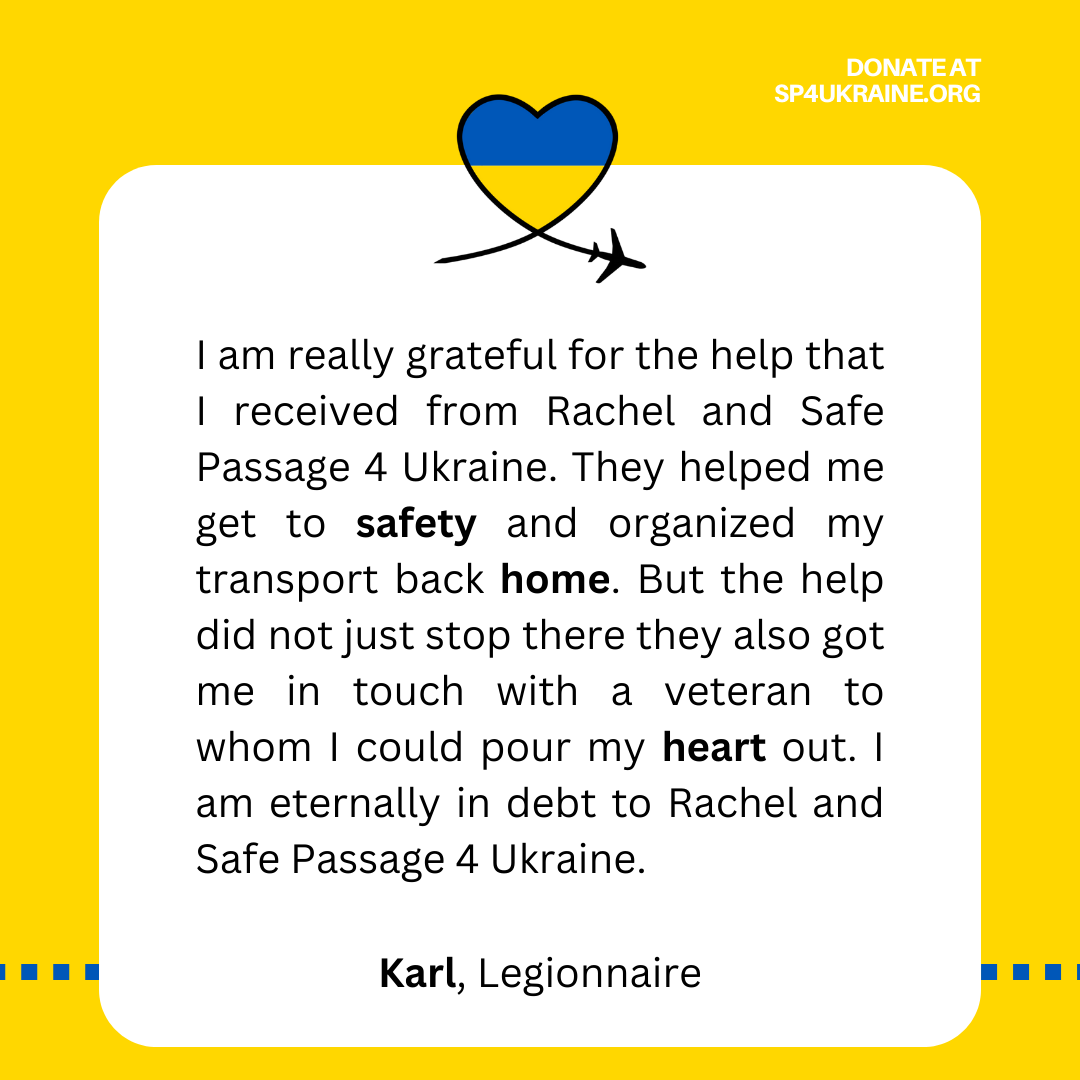 DONATE AT
SP4UKRAINE.ORG
I am really grateful for the help that
I received from Rachel and Safe
Passage 4 Ukraine. They helped me
get to safety and organized my
transport back home. But the help
did not just stop there they also got
me in touch with a veteran to
whom I could pour my heart out. I
am eternally in debt to Rachel and
Safe Passage 4 Ukraine.
Karl, Legionnaire